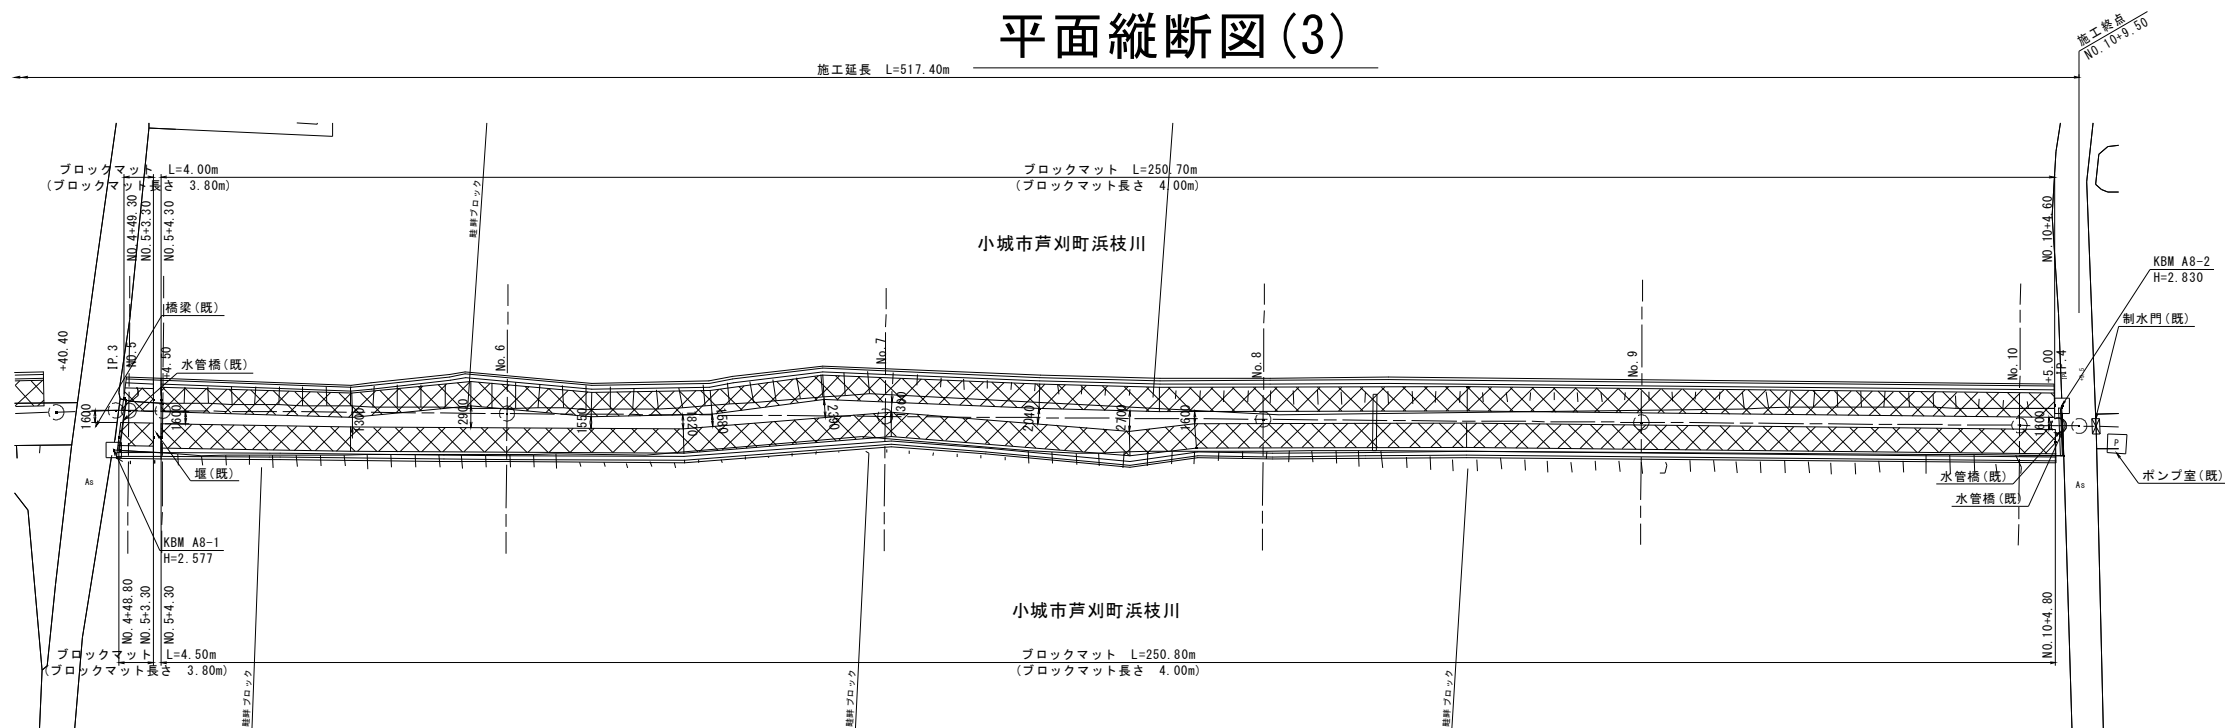 平面縦断図(3)
施工終点
NO.10+9.50
施工延長 L=517.40m
ブロックマット L=4.00m
(ブロックマット長さ 3.80m)
ブロックマット L=250.70m
(ブロックマット長さ 4.00m)
NO.4+49.30
NO.5+3.30
NO.5+4.30
畦畔ブロック
NO.10+4.60
小城市芦刈町浜枝川
KBM A8-2
H=2.830
橋梁(既)
制水門(既)
+40.40
IP.3
NO.5
+4.50
水管橋(既)
No.6
No.7
No.8
No.9
No.10
+5.00
IP.4
1600
1600
1300
2900
1550
1820
1680
2390
1300
2040
2700
1600
1600
堰(既)
As
水管橋(既)
水管橋(既)
As
P
ポンプ室(既)
KBM A8-1
H=2.577
NO.4+48.80
NO.5+3.30
NO.5+4.30
小城市芦刈町浜枝川
NO.10+4.80
ブロックマット L=4.50m
(ブロックマット長さ 3.80m)
ブロックマット L=250.80m
(ブロックマット長さ 4.00m)
畦畔ブロック
畦畔ブロック
畦畔ブロック